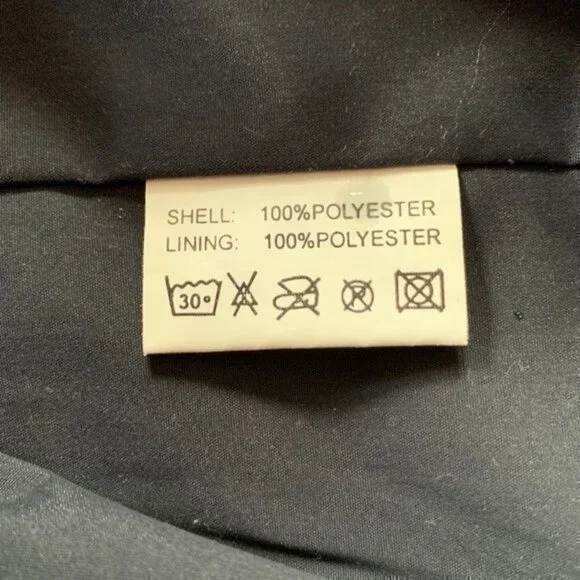 SHELL: 100%POLYESTER
LINING: 100%POLYESTER
30°
R